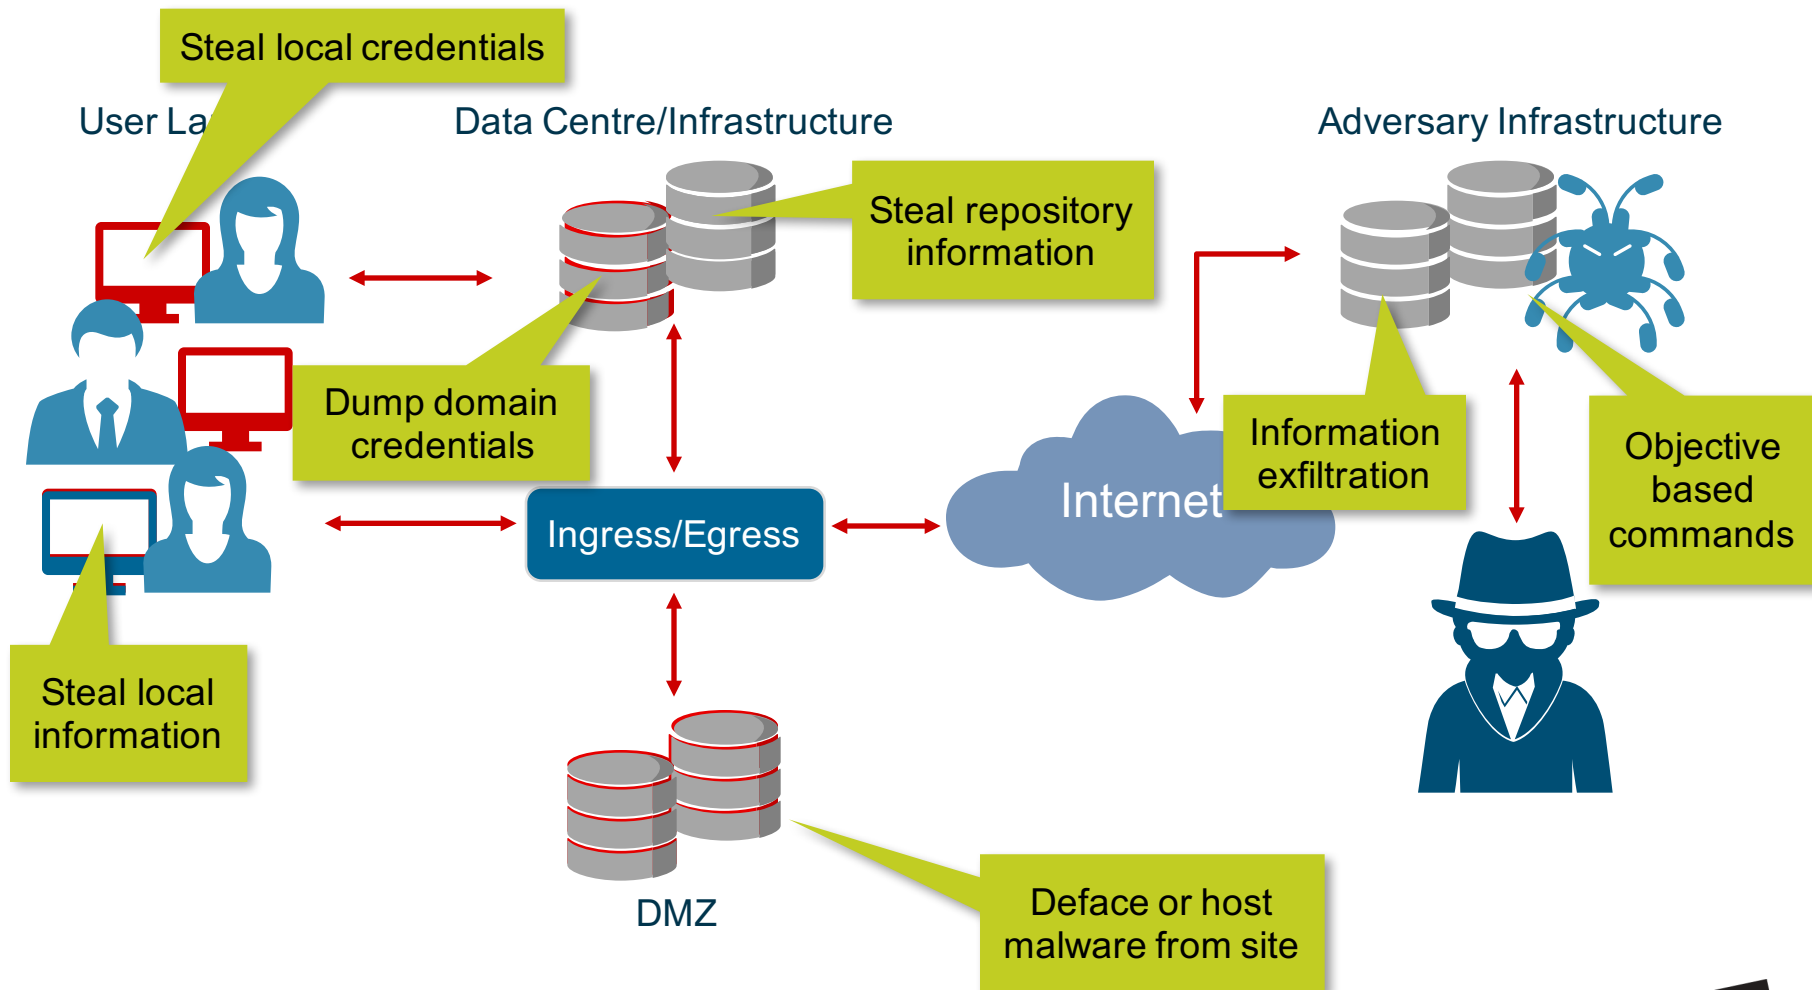 Steal local credentials
User La
Data Centre/Infrastructure
Adversary Infrastructure
Steal repository
information
Dump domain
credentials
Information
exfiltration
Objective
based
commands
Internet
Ingress/Egress
Steal local
information
DMZ
Deface or host
malware from site